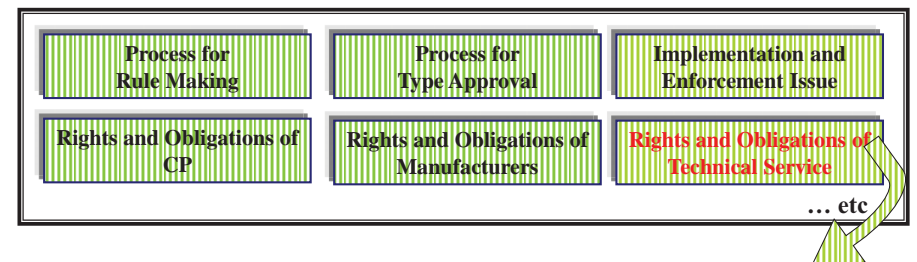 Process for
Rule Making
Process for
Type Approval
Implementation and
Enforcement Issue
Rights and Obligations of
CP
Rights and Obligations of
Manufacturers
Rights and Obligations of
Technical Service
… etc